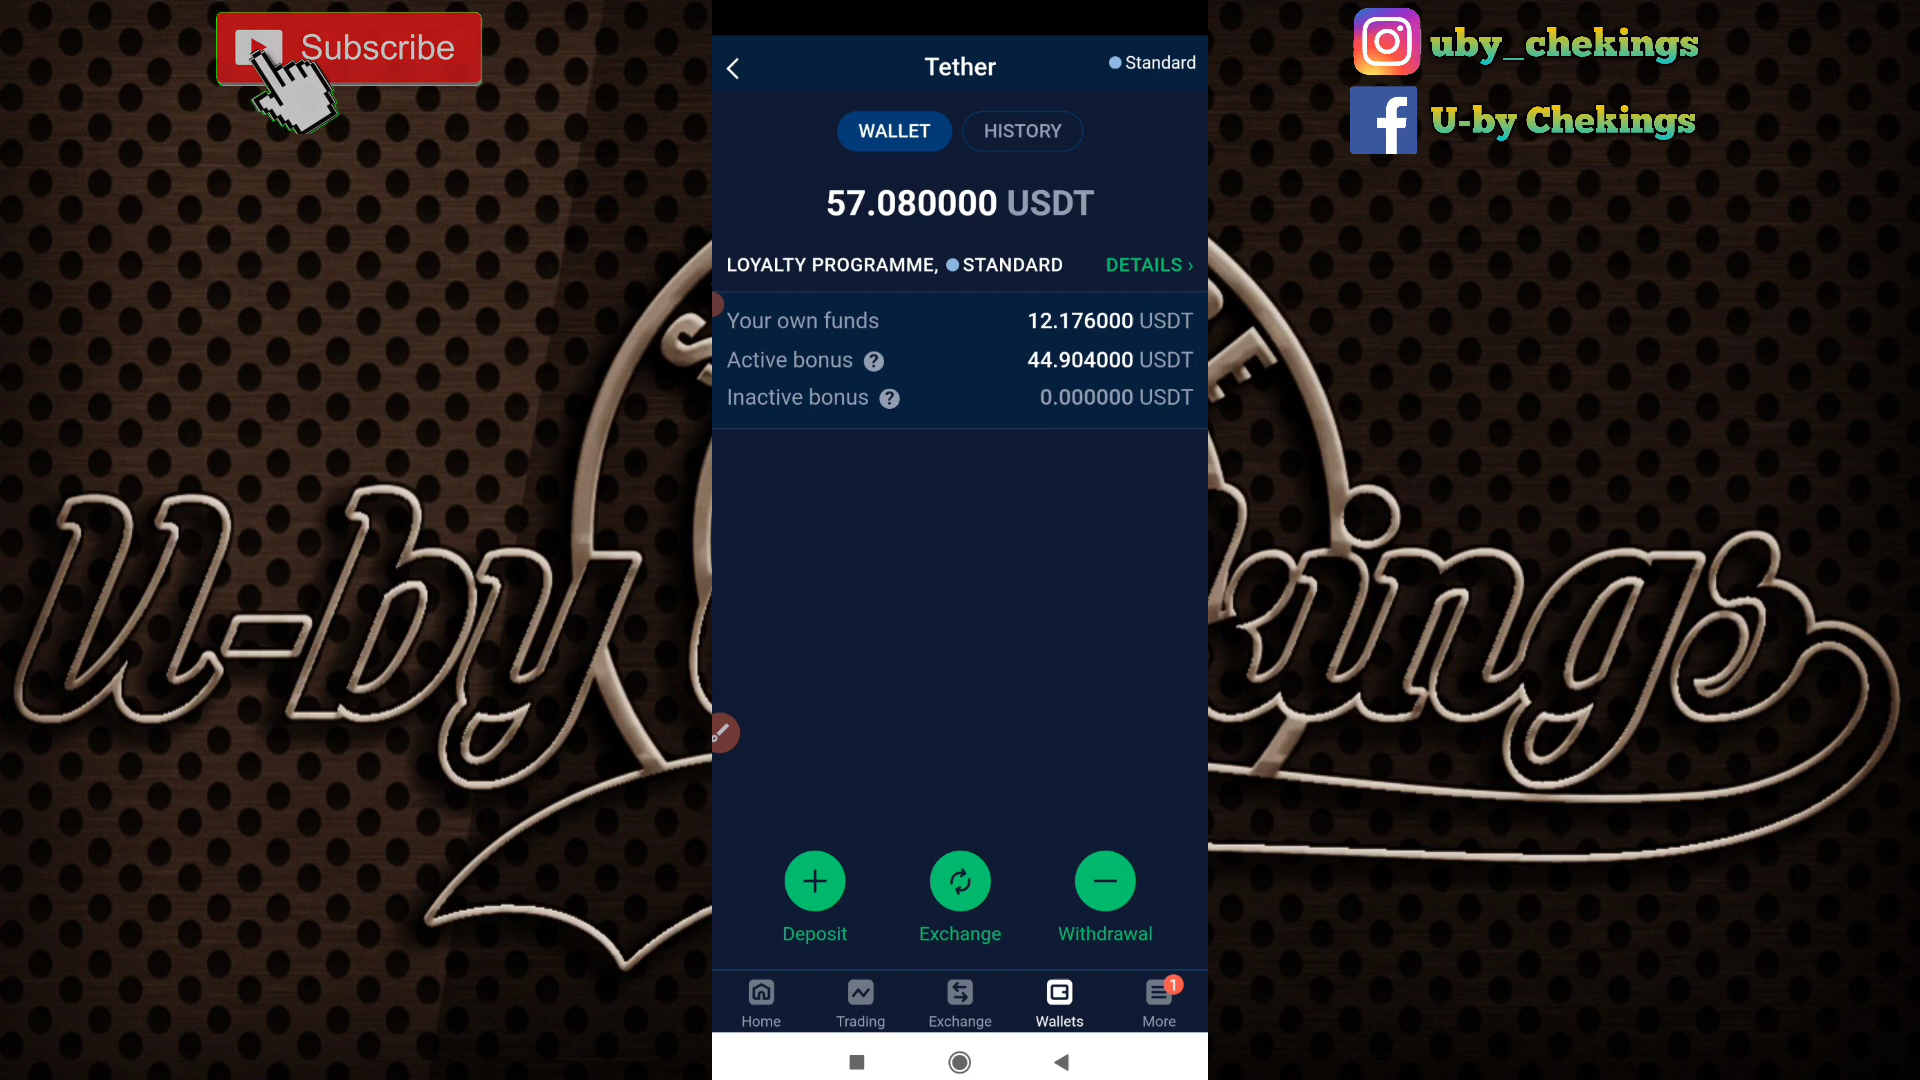 Subscribe
uby_chekings
U-by Chekings
Tether
Standard
WALLET HISTORY
57.080000 USDT
LOYALTY PROGRAMME, STANDARD DETAILS ›
Your own funds 12.176000 USDT
Active bonus ? 44.904000 USDT
Inactive bonus ? 0.000000 USDT
U-by
kings
Deposit Exchange Withdrawal
1
Home Trading Exchange Wallets More